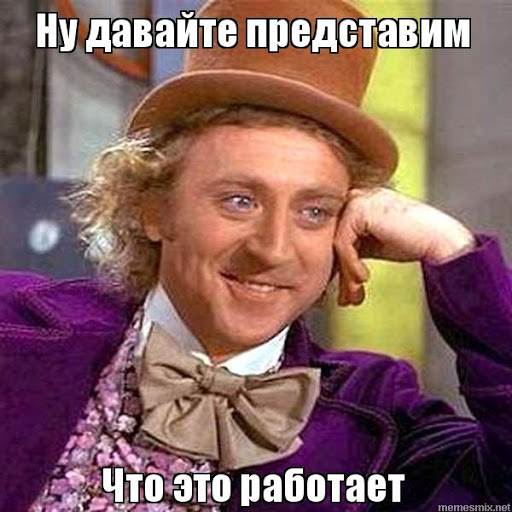 Ну давайте представим
Что это работает
memesmix.net